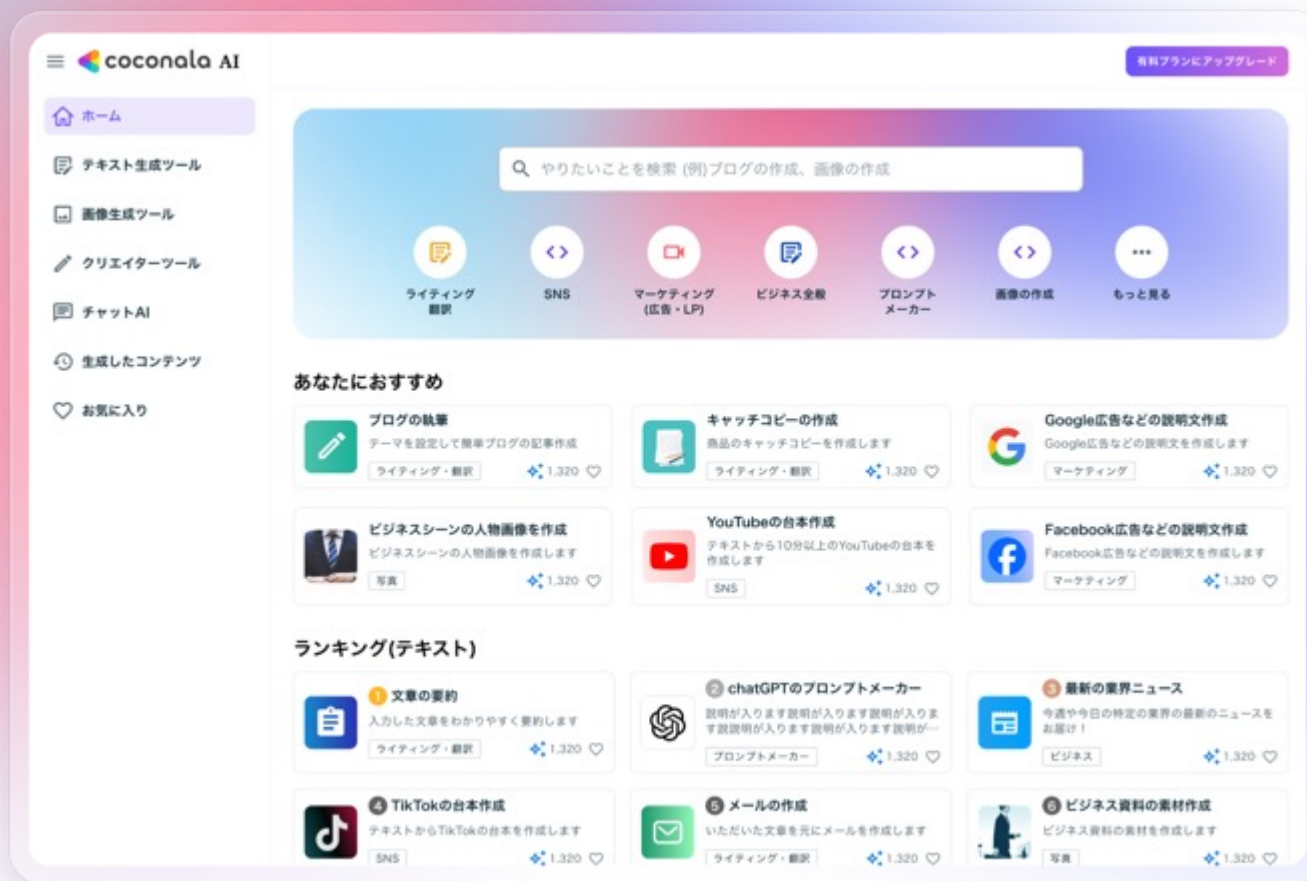 coconala AI
有料プランにアップグレード
ホーム
テキスト生成ツール
画像生成ツール
クリエイターツール
チャットAI
生成したコンテンツ
お気に入り
やりたいことを検索 (例)ブログの作成、画像の作成
ライティング
翻訳
SNS
マーケティング
(広告・LP)
ビジネス全般
プロンプト
メーカー
画像の作成
もっと見る
あなたにおすすめ
ブログの執筆
テーマを設定して簡単ブログの記事作成
ライティング・翻訳
1,320
キャッチコピーの作成
商品のキャッチコピーを作成します
ライティング・翻訳
1,320
Google広告などの説明文作成
Google広告などの説明文を作成します
マーケティング
1,320
ビジネスシーンの人物画像を作成
ビジネスシーンの人物画像を作成します
写真
1,320
YouTubeの台本作成
テキストから10分以上のYouTubeの台本を
作成します
SNS
1,320
Facebook広告などの説明文作成
Facebook広告などの説明文を作成します
マーケティング
1,320
ランキング(テキスト)
1 文章の要約
入力した文章をわかりやすく要約します
ライティング・翻訳
1,320
2 chatGPTのプロンプトメーカー
説明が入ります説明が入ります説明が入りま
す説説明が入ります説明が入ります説明が…
プロンプトメーカー
1,320
3 最新の業界ニュース
今週や今日の特定の業界の最新のニュースを
お届け！
ビジネス
1,320
4 TikTokの台本作成
テキストからTikTokの台本を作成します
SNS
1,320
5 メールの作成
いただいた文章を元にメールを作成します
ライティング・翻訳
1,320
6 ビジネス資料の素材作成
ビジネス資料の素材を作成します
写真
1,320